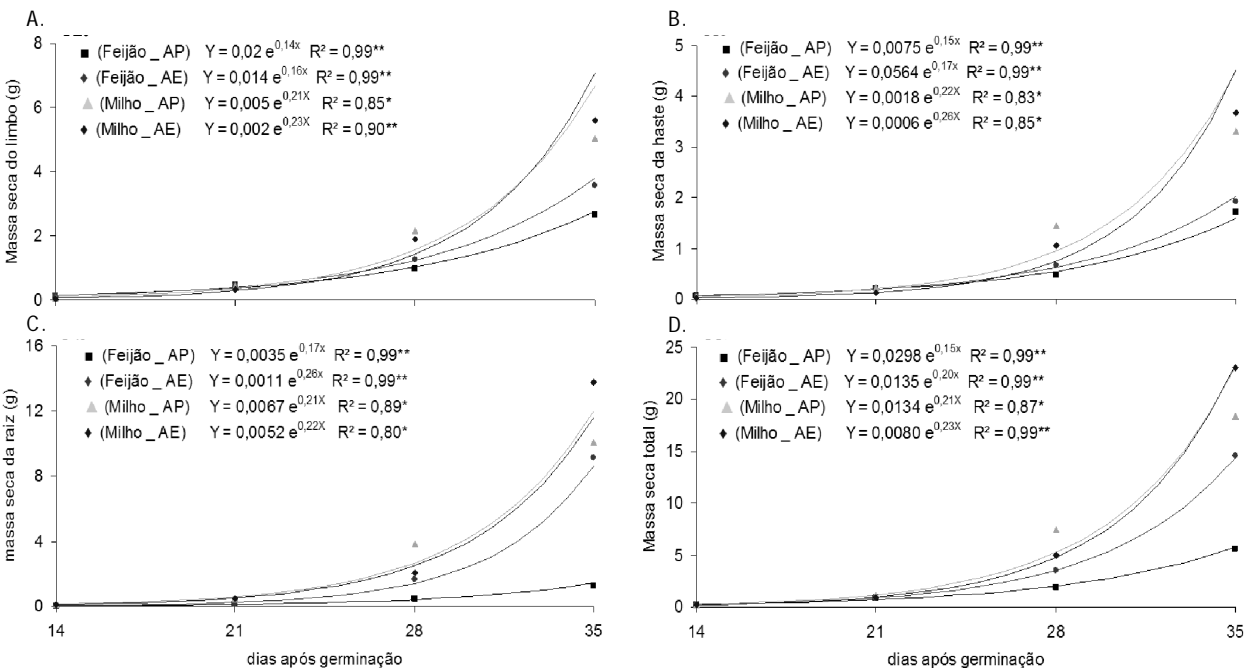 A.
(Feijão _ AP) Y = 0,02 e^0,14x R² = 0,99**
(Feijão _ AE) Y = 0,014 e^0,16x R² = 0,99**
(Milho _ AP) Y = 0,005 e^0,21X R² = 0,85*
(Milho _ AE) Y = 0,002 e^0,23X R² = 0,90**
Massa seca do limbo (g)
8
6
4
2
0
B.
(Feijão _ AP) Y = 0,0075 e^0,15x R² = 0,99**
(Feijão _ AE) Y = 0,0564 e^0,17x R² = 0,99**
(Milho _ AP) Y = 0,0018 e^0,22X R² = 0,83*
(Milho _ AE) Y = 0,0006 e^0,26X R² = 0,85*
Massa seca da haste (g)
5
4
3
2
1
0
C.
(Feijão _ AP) Y = 0,0035 e^0,17x R² = 0,99**
(Feijão _ AE) Y = 0,0011 e^0,26x R² = 0,99**
(Milho _ AP) Y = 0,0067 e^0,21X R² = 0,89*
(Milho _ AE) Y = 0,0052 e^0,22X R² = 0,80*
massa seca da raiz (g)
16
12
8
4
0
14 21 28 35
dias após germinação
D.
(Feijão _ AP) Y = 0,0298 e^0,15x R² = 0,99**
(Feijão _ AE) Y = 0,0135 e^0,20x R² = 0,99**
(Milho _ AP) Y = 0,0134 e^0,21X R² = 0,87*
(Milho _ AE) Y = 0,0080 e^0,23X R² = 0,99**
Massa seca total (g)
25
20
15
10
5
0
14 21 28 35
dias após germinação